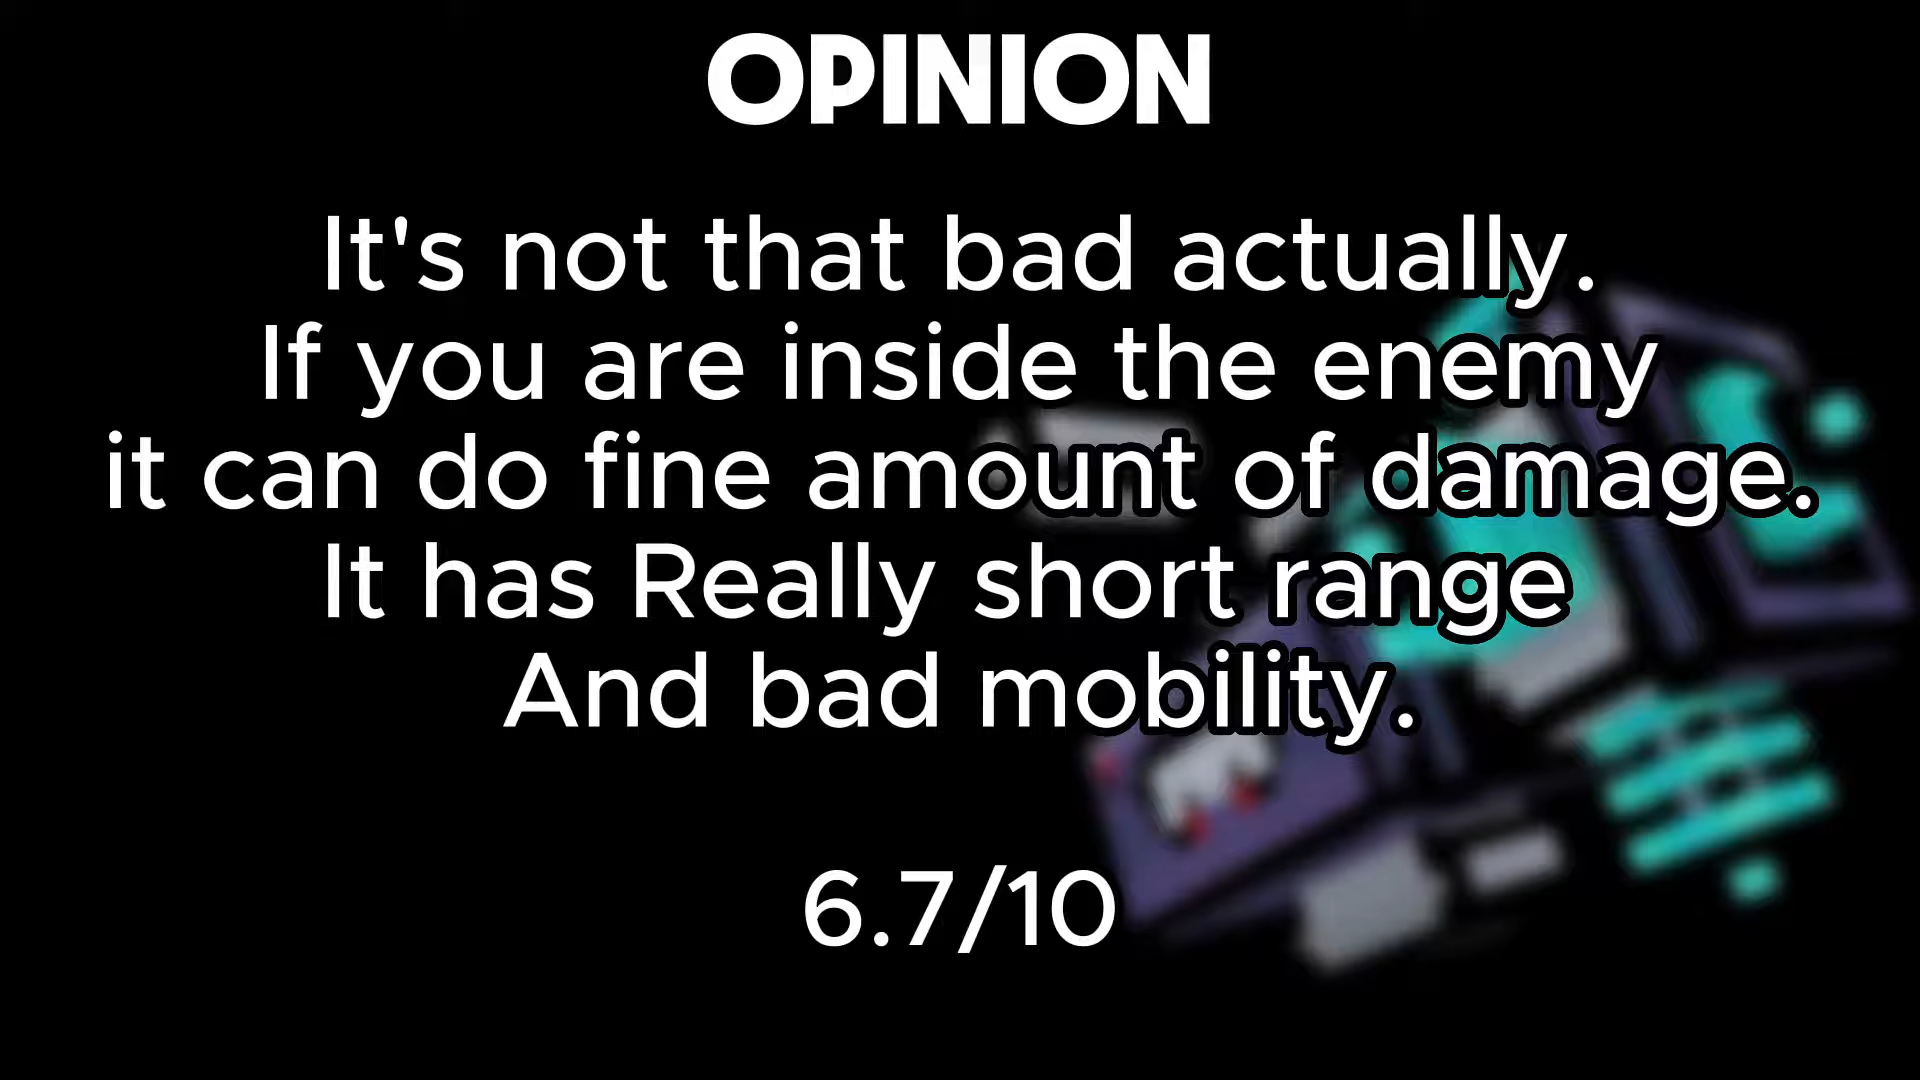 OPINION
It's not that bad actually.
If you are inside the enemy
it can do fine amount of damage.
It has Really short range
And bad mobility.
6.7/10